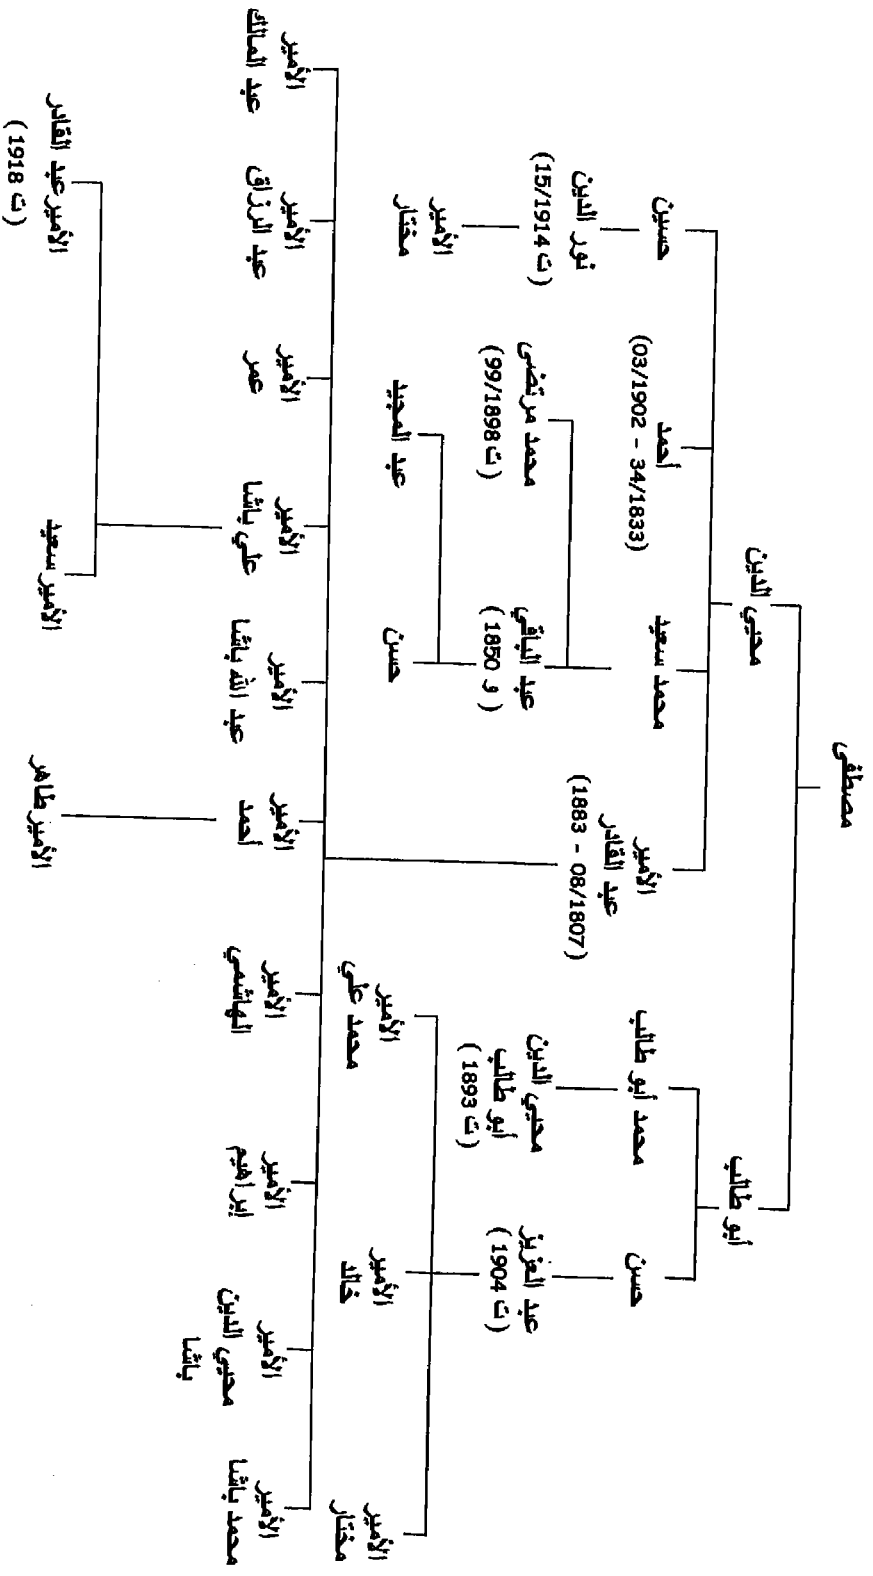 مصطفى
محيي الدين
أبو طالب
حسين
أحمد
(03/1902 - 34/1833)
محمد سعيد
الأمير
عبد القادر
(1883 - 08/1807)
محمد أبو طالب
حسن
نور الدين
(ت 15/1914)
محمد مرتضى
(ت 99/1898)
عبد الباقي
(و 1850)
محيي الدين
أبو طالب
(ت 1893)
عبد العزيز
(ت 1904)
الأمير
مختار
عبد المجيد
حسن
الأمير
محمد علي
الأمير
خالد
الأمير
مختار
الأمير
عبد المالك
الأمير
عبد الرزاق
الأمير
عمر
الأمير
علي باشا
الأمير
عبد الله باشا
الأمير
أحمد
الأمير
الهاشمي
الأمير
إبراهيم
الأمير
محيي الدين
باشا
الأمير
محمد باشا
الأمير عبد القادر
(ت 1918)
الأمير سعيد
الأمير طاهر